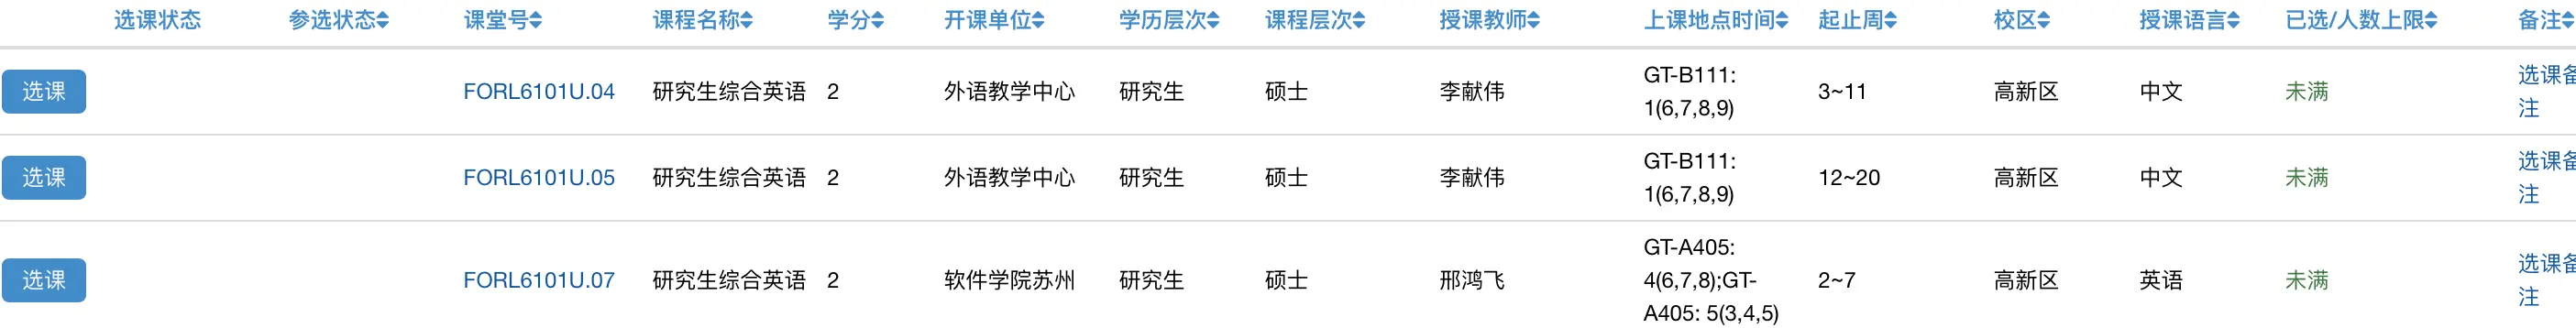 选课状态 参选状态 课堂号 课程名称 学分 开课单位 学历层次 课程层次 授课教师 上课地点时间 起止周 校区 授课语言 已选/人数上限 备注
选课 FORL6101U.04 研究生综合英语 2 外语教学中心 研究生 硕士 李献伟 GT-B111: 1(6,7,8,9) 3~11 高新区 中文 未满 选课备注
选课 FORL6101U.05 研究生综合英语 2 外语教学中心 研究生 硕士 李献伟 GT-B111: 1(6,7,8,9) 12~20 高新区 中文 未满 选课备注
选课 FORL6101U.07 研究生综合英语 2 软件学院苏州 研究生 硕士 邢鸿飞 GT-A405: 4(6,7,8);GT-A405: 5(3,4,5) 2~7 高新区 英语 未满 选课备注